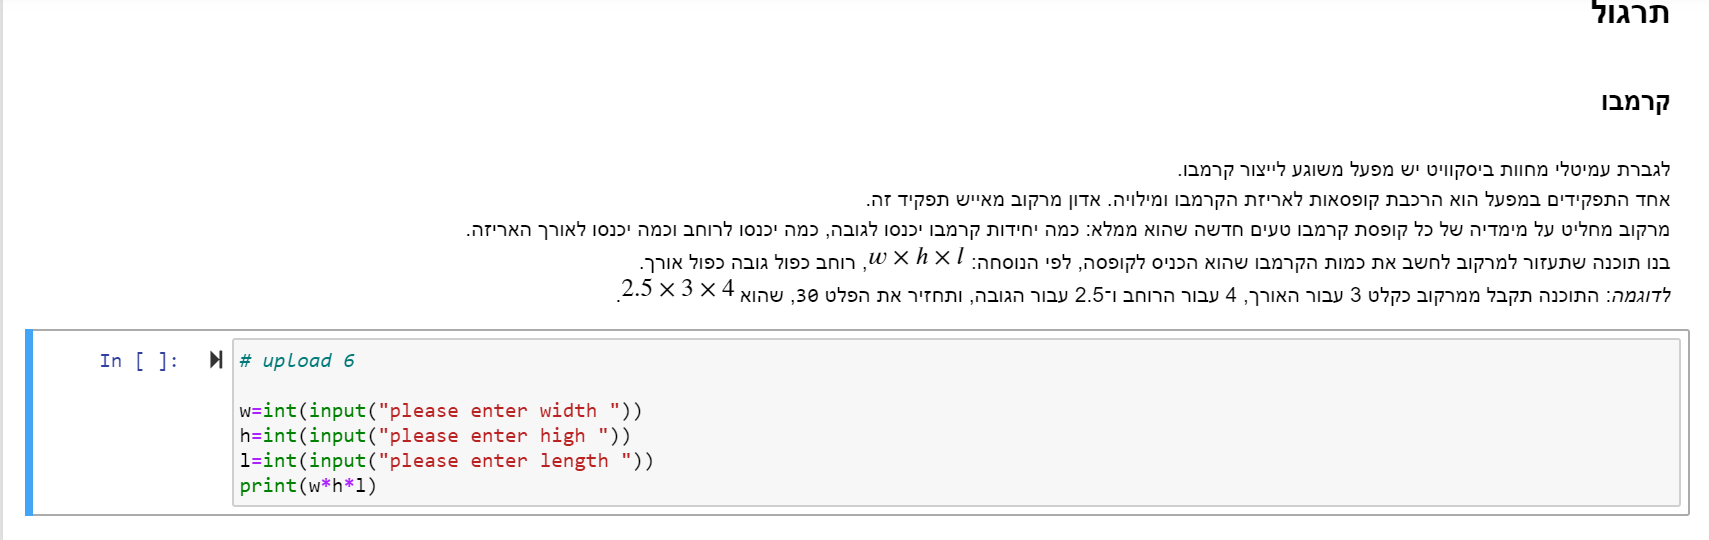 תרגול
קרמבו
לגברת עמיטלי מחוות ביסקוויט יש מפעל משוגע לייצור קרמבו.
אחד התפקידים במפעל הוא הרכבת קופסאות לאריזת הקרמבו ומילויה. אדון מרקוב מאייש תפקיד זה.
מרקוב מחליט על מימדיה של כל קופסת קרמבו טעים חדשה שהוא ממלא: כמה יחידות קרמבו יכנסו לגובה, כמה יכנסו לרוחב וכמה יכנסו לאורך האריזה.
בנו תוכנה שתעזור למרקוב לחשב את כמות הקרמבו שהוא הכניס לקופסה, לפי הנוסחה: w × h × l, רוחב כפול גובה כפול אורך.
לדוגמה: התוכנה תקבל ממרקוב כקלט 3 עבור האורך, 4 עבור הרוחב ו־2.5 עבור הגובה, ותחזיר את הפלט 30, שהוא 2.5 × 3 × 4.
In [ ]:
# upload 6
w=int(input("please enter width "))
h=int(input("please enter high "))
l=int(input("please enter length "))
print(w*h*l)